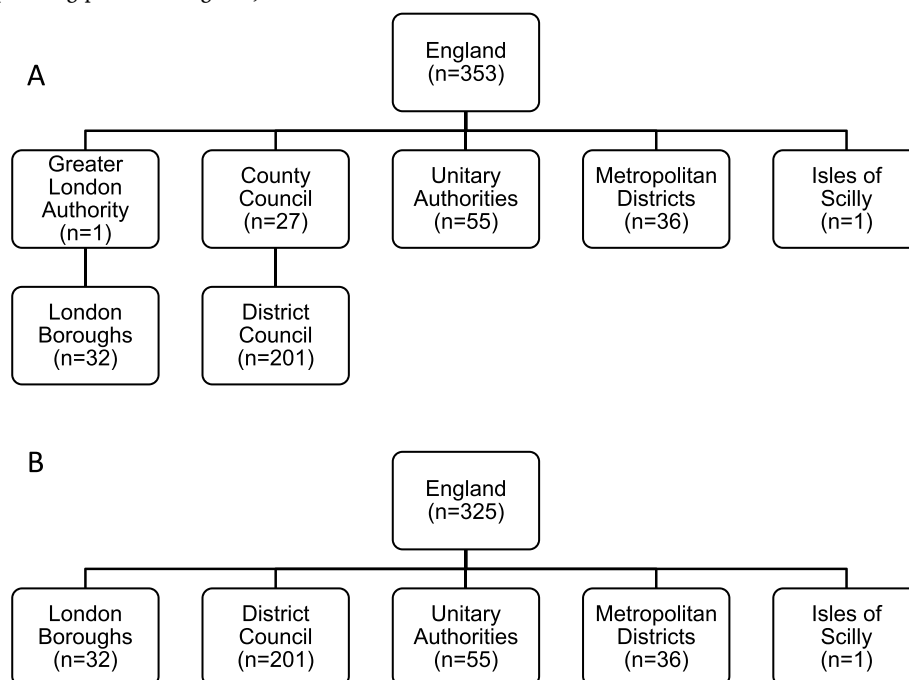 England
(n=353)
A
Greater
London
Authority
(n=1)
County
Council
(n=27)
Unitary
Authorities
(n=55)
Metropolitan
Districts
(n=36)
Isles of
Scilly
(n=1)
London
Boroughs
(n=32)
District
Council
(n=201)
B
England
(n=325)
London
Boroughs
(n=32)
District
Council
(n=201)
Unitary
Authorities
(n=55)
Metropolitan
Districts
(n=36)
Isles of
Scilly
(n=1)